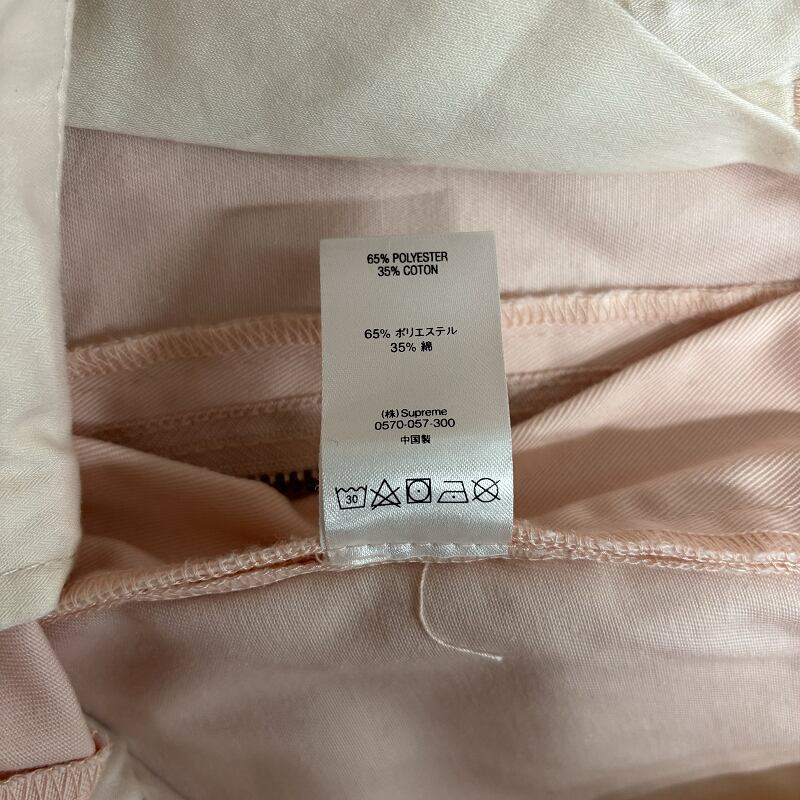 65% POLYESTER
35% COTON
65% ポリエステル
35% 綿
(株) Supreme
0570-057-300
中国製
30